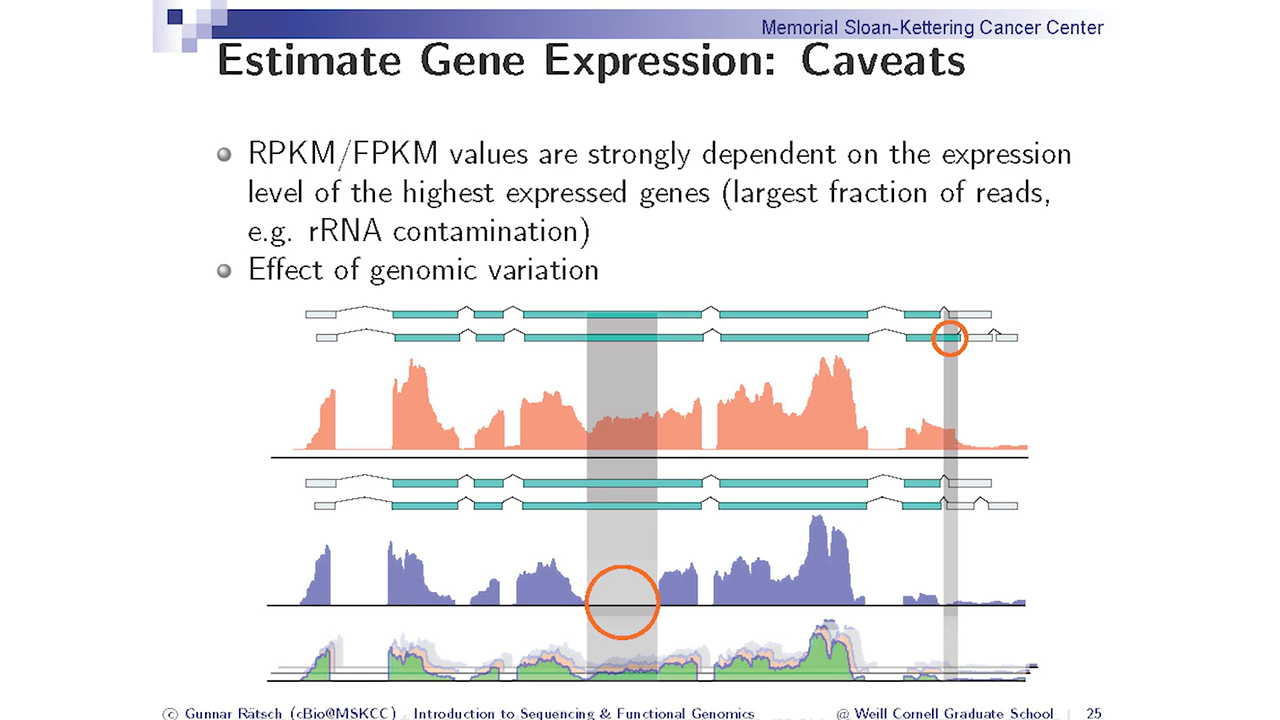 Memorial Sloan-Kettering Cancer Center
Estimate Gene Expression: Caveats
RPKM/FPKM values are strongly dependent on the expression
level of the highest expressed genes (largest fraction of reads,
e.g. rRNA contamination)
Effect of genomic variation
© Gunnar Rätsch (cBio@MSKCC) Introduction to Sequencing & Functional Genomics @ Weill Cornell Graduate School 25